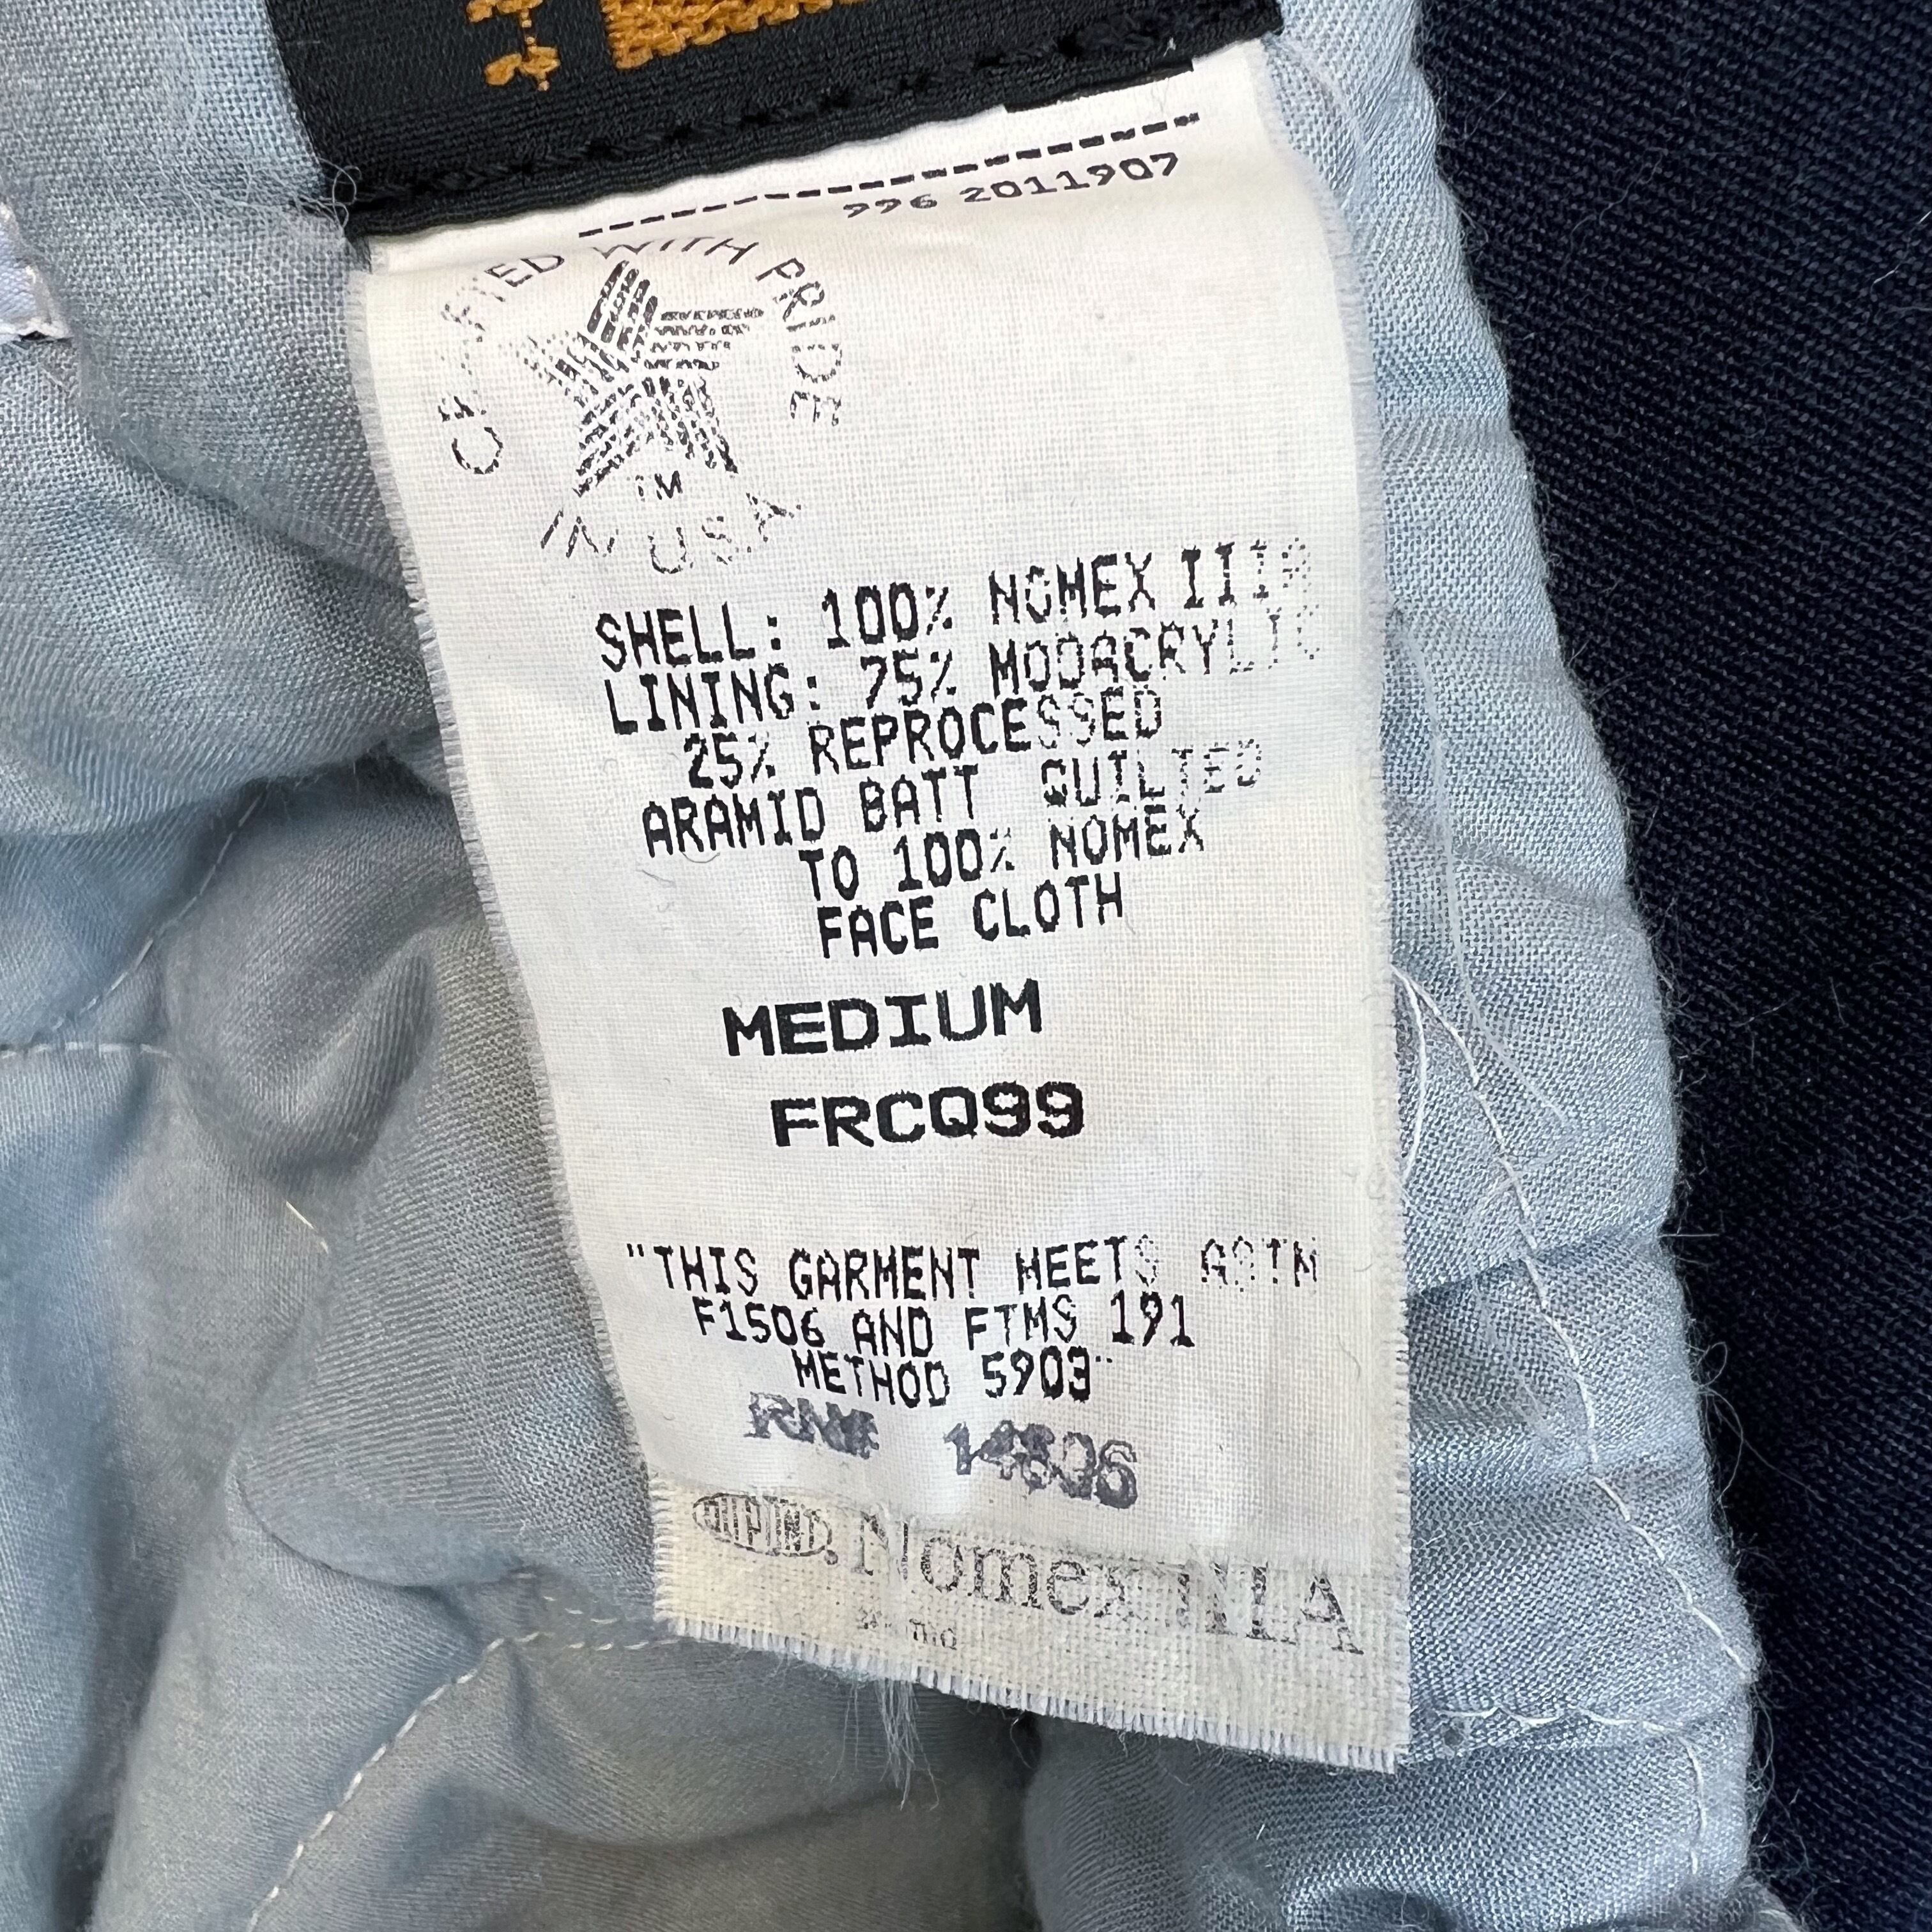 996 2011907
CRAFTED WITH PRIDE
TM
IN U.S.A.
SHELL: 100% NOMEX IIIA
LINING: 75% MODACRYLIC
25% REPROCESSED
ARAMID BATT QUILTED
TO 100% NOMEX
FACE CLOTH
MEDIUM
FRCQ99
"THIS GARMENT MEETS ASTM
F1506 AND FTMS 191
METHOD 5903"
RN#
DUPONT Nomex IIIA